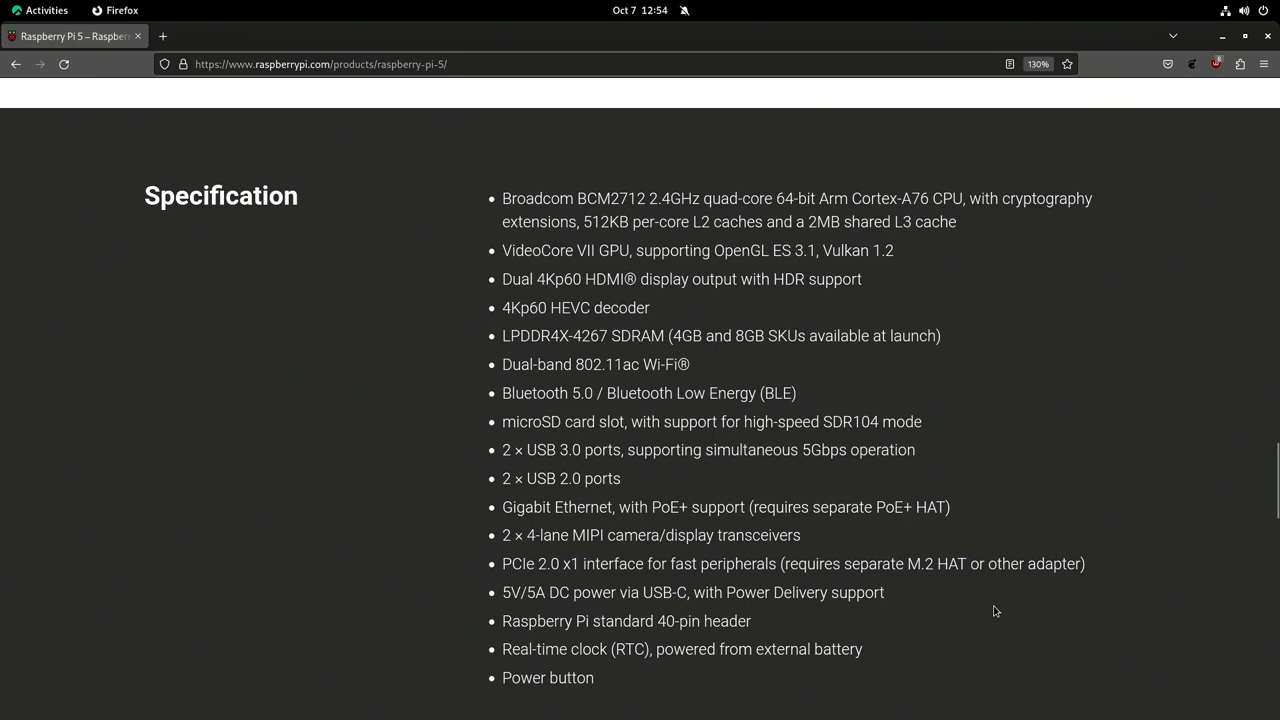 Activities
Firefox
Oct 7 12:54
Raspberry Pi 5 – Raspber
https://www.raspberrypi.com/products/raspberry-pi-5/
130%
Specification
• Broadcom BCM2712 2.4GHz quad-core 64-bit Arm Cortex-A76 CPU, with cryptography
extensions, 512KB per-core L2 caches and a 2MB shared L3 cache
• VideoCore VII GPU, supporting OpenGL ES 3.1, Vulkan 1.2
• Dual 4Kp60 HDMI® display output with HDR support
• 4Kp60 HEVC decoder
• LPDDR4X-4267 SDRAM (4GB and 8GB SKUs available at launch)
• Dual-band 802.11ac Wi-Fi®
• Bluetooth 5.0 / Bluetooth Low Energy (BLE)
• microSD card slot, with support for high-speed SDR104 mode
• 2 × USB 3.0 ports, supporting simultaneous 5Gbps operation
• 2 × USB 2.0 ports
• Gigabit Ethernet, with PoE+ support (requires separate PoE+ HAT)
• 2 × 4-lane MIPI camera/display transceivers
• PCIe 2.0 x1 interface for fast peripherals (requires separate M.2 HAT or other adapter)
• 5V/5A DC power via USB-C, with Power Delivery support
• Raspberry Pi standard 40-pin header
• Real-time clock (RTC), powered from external battery
• Power button